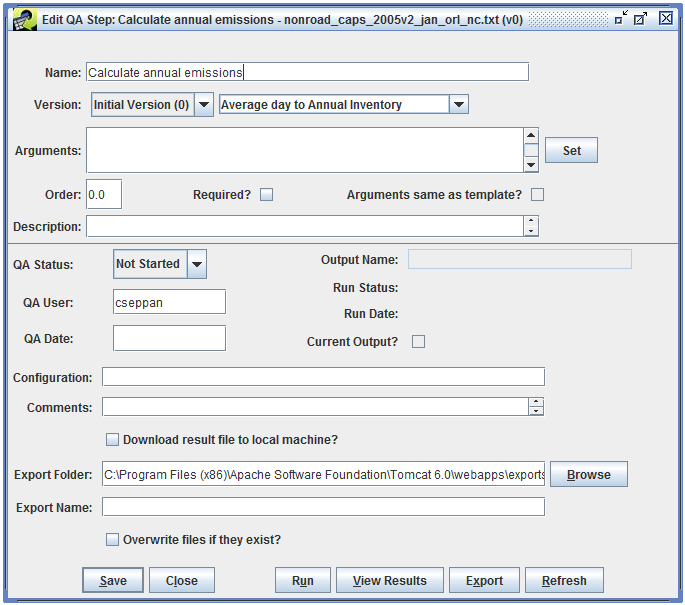 Edit QA Step: Calculate annual emissions - nonroad_caps_2005v2_jan_orl_nc.txt (v0)
Name: Calculate annual emissions
Version: Initial Version (0) Average day to Annual Inventory
Arguments: Set
Order: 0.0 Required? Arguments same as template?
Description:
QA Status: Not Started Output Name:
Run Status:
QA User: cseppan
Run Date:
QA Date:
Current Output?
Configuration:
Comments:
Download result file to local machine?
Export Folder: C:\Program Files (x86)\Apache Software Foundation\Tomcat 6.0\webapps\exports Browse
Export Name:
Overwrite files if they exist?
Save Close Run View Results Export Refresh